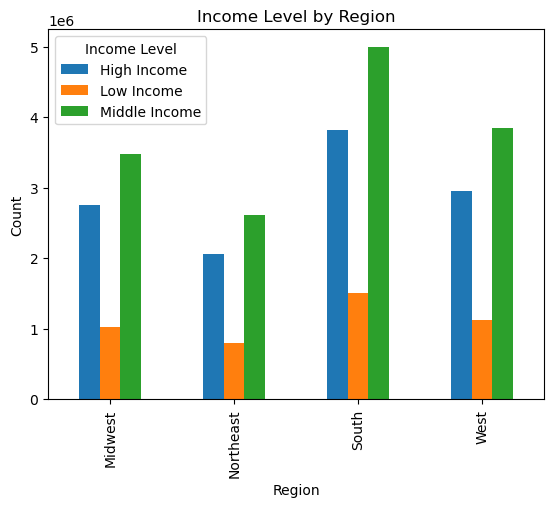 Income Level by Region
1e6
Income Level
High Income
Low Income
Middle Income
5
4
3
2
1
0
Count
Midwest
Northeast
South
West
Region